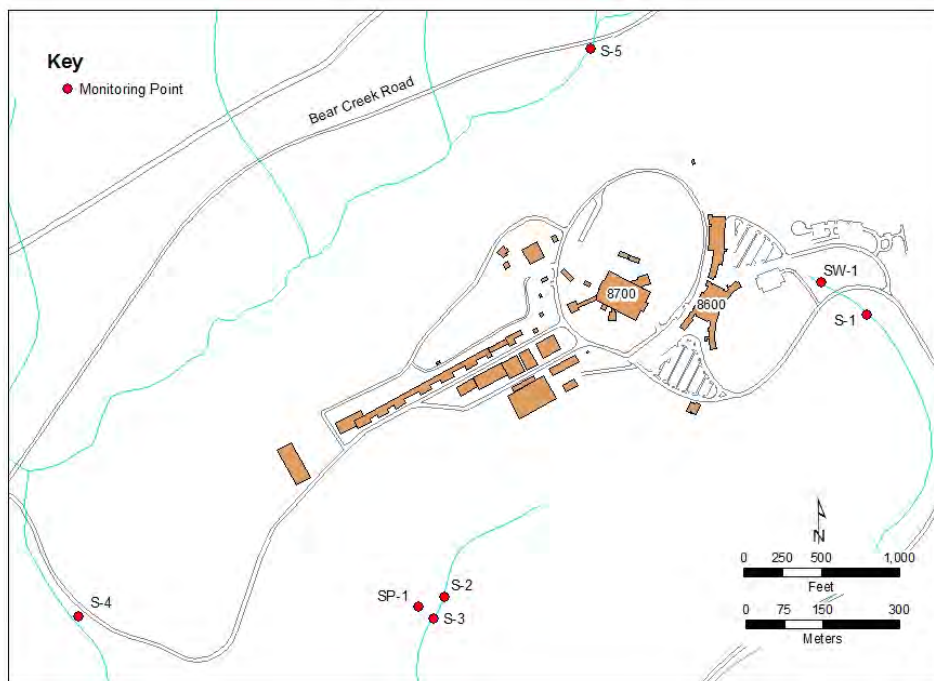 Key
Monitoring Point
S-5
Bear Creek Road
8700
8600
SW-1
S-1
S-4
SP-1
S-2
S-3
N
0 250 500 1,000
Feet
0 75 150 300
Meters